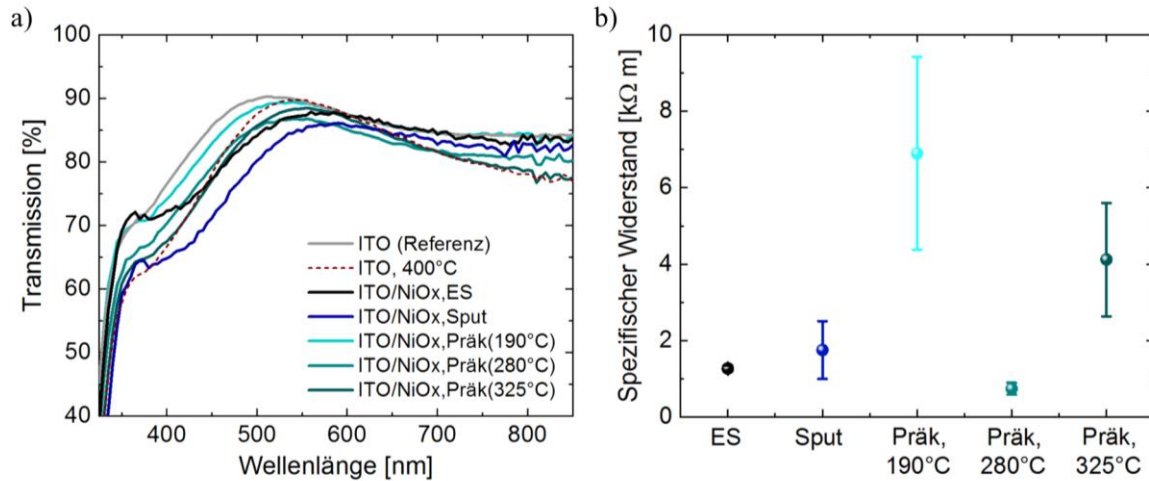 a)
Transmission [%]
100
90
80
70
60
50
40
400
500
600
700
800
Wellenlänge [nm]
ITO (Referenz)
ITO, 400°C
ITO/NiOx,ES
ITO/NiOx,Sput
ITO/NiOx,Präk(190°C)
ITO/NiOx,Präk(280°C)
ITO/NiOx,Präk(325°C)
b)
Spezifischer Widerstand [kΩ m]
10
8
6
4
2
0
ES
Sput
Präk,
190°C
Präk,
280°C
Präk,
325°C